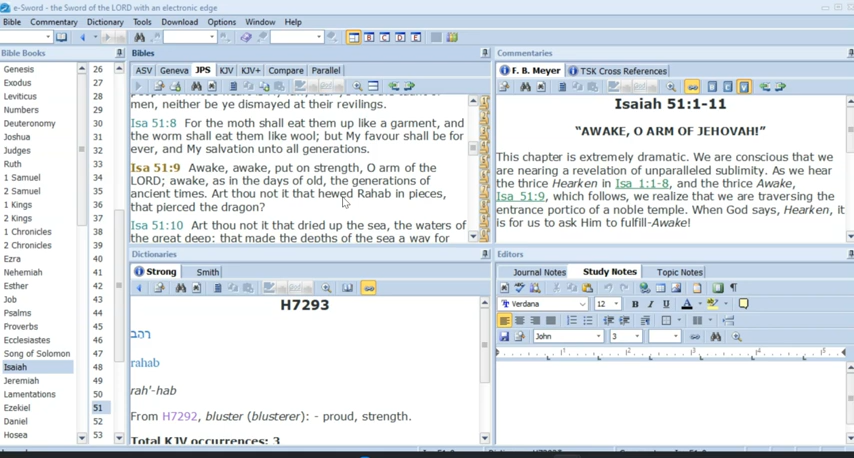 e-Sword - the Sword of the LORD with an electronic edge
Bible Commentary Dictionary Tools Download Options Window Help
B C D E
Bible Books
Genesis
Exodus
Leviticus
Numbers
Deuteronomy
Joshua
Judges
Ruth
1 Samuel
2 Samuel
1 Kings
2 Kings
1 Chronicles
2 Chronicles
Ezra
Nehemiah
Esther
Job
Psalms
Proverbs
Ecclesiastes
Song of Solomon
Isaiah
Jeremiah
Lamentations
Ezekiel
Daniel
Hosea
26
27
28
29
30
31
32
33
34
35
36
37
38
39
40
41
42
43
44
45
46
47
48
49
50
51
52
53
Bibles
ASV Geneva JPS KJV KJV+ Compare Parallel
men, neither be ye dismayed at their revilings.
Isa 51:8 For the moth shall eat them up like a garment, and
the worm shall eat them like wool; but My favour shall be for
ever, and My salvation unto all generations.
Isa 51:9 Awake, awake, put on strength, O arm of the
LORD; awake, as in the days of old, the generations of
ancient times. Art thou not it that hewed Rahab in pieces,
that pierced the dragon?
Isa 51:10 Art thou not it that dried up the sea, the waters of
the great deep; that made the depths of the sea a way for
Dictionaries
Strong Smith
H7293
רהב
rahab
rah'-hab
From H7292, bluster (blusterer): - proud, strength.
Total KJV occurrences: 3
Commentaries
F. B. Meyer TSK Cross References
Isaiah 51:1-11
“AWAKE, O ARM OF JEHOVAH!”
This chapter is extremely dramatic. We are conscious that we
are nearing a revelation of unparalleled sublimity. As we hear
the thrice Hearken in Isa 1:1-8, and the thrice Awake,
Isa 51:9, which follows, we realize that we are traversing the
entrance portico of a noble temple. When God says, Hearken, it
is for us to ask Him to fulfill-Awake!
Editors
Journal Notes Study Notes Topic Notes
Verdana 12 B I U A
John 3
1 2 3 4 5